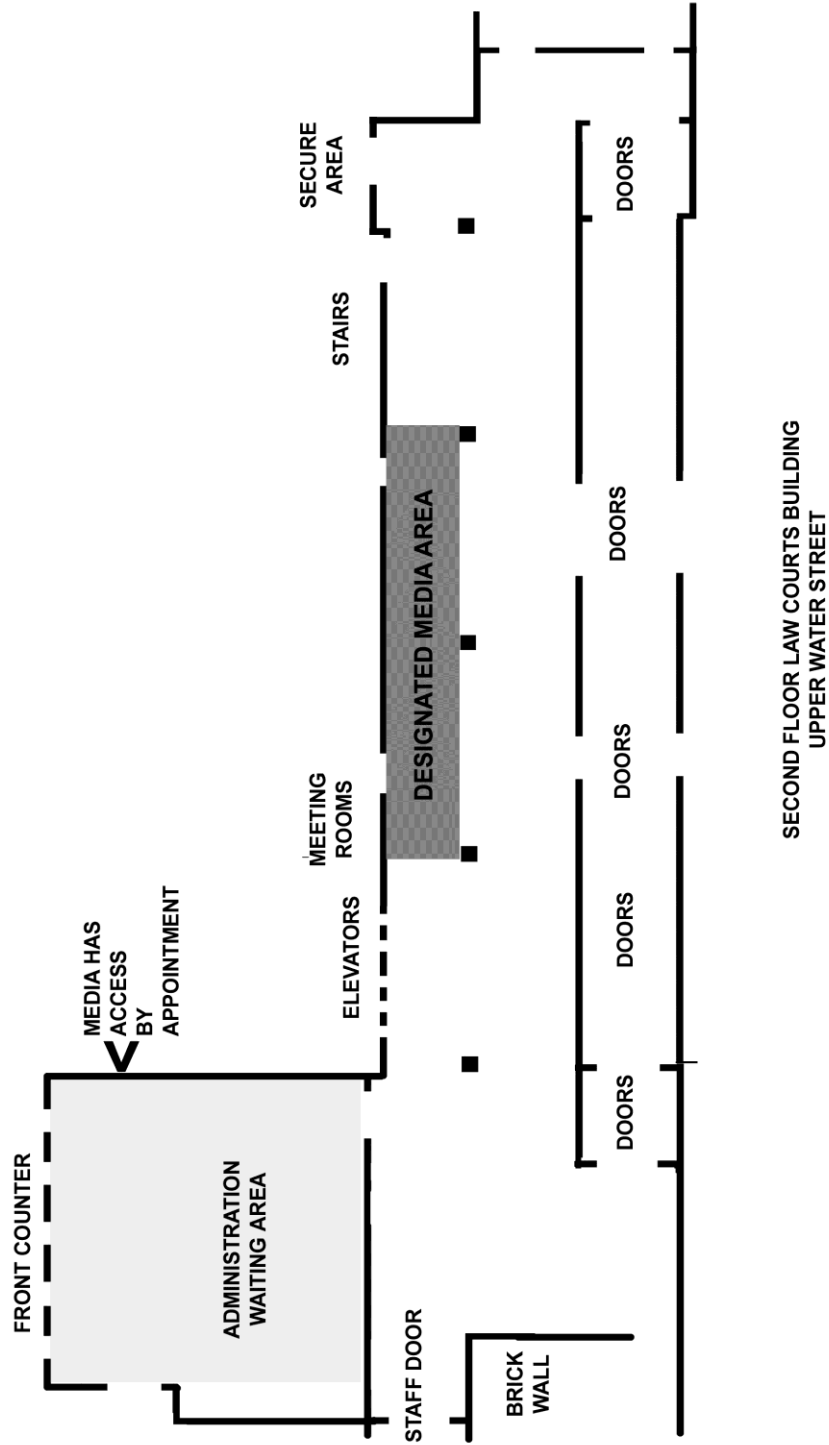 FRONT COUNTER
MEDIA HAS
ACCESS
BY
APPOINTMENT
ADMINISTRATION
WAITING AREA
STAFF DOOR
BRICK
WALL
ELEVATORS
MEETING
ROOMS
DESIGNATED MEDIA AREA
STAIRS
SECURE
AREA
DOORS
DOORS
DOORS
DOORS
DOORS
SECOND FLOOR LAW COURTS BUILDING
UPPER WATER STREET